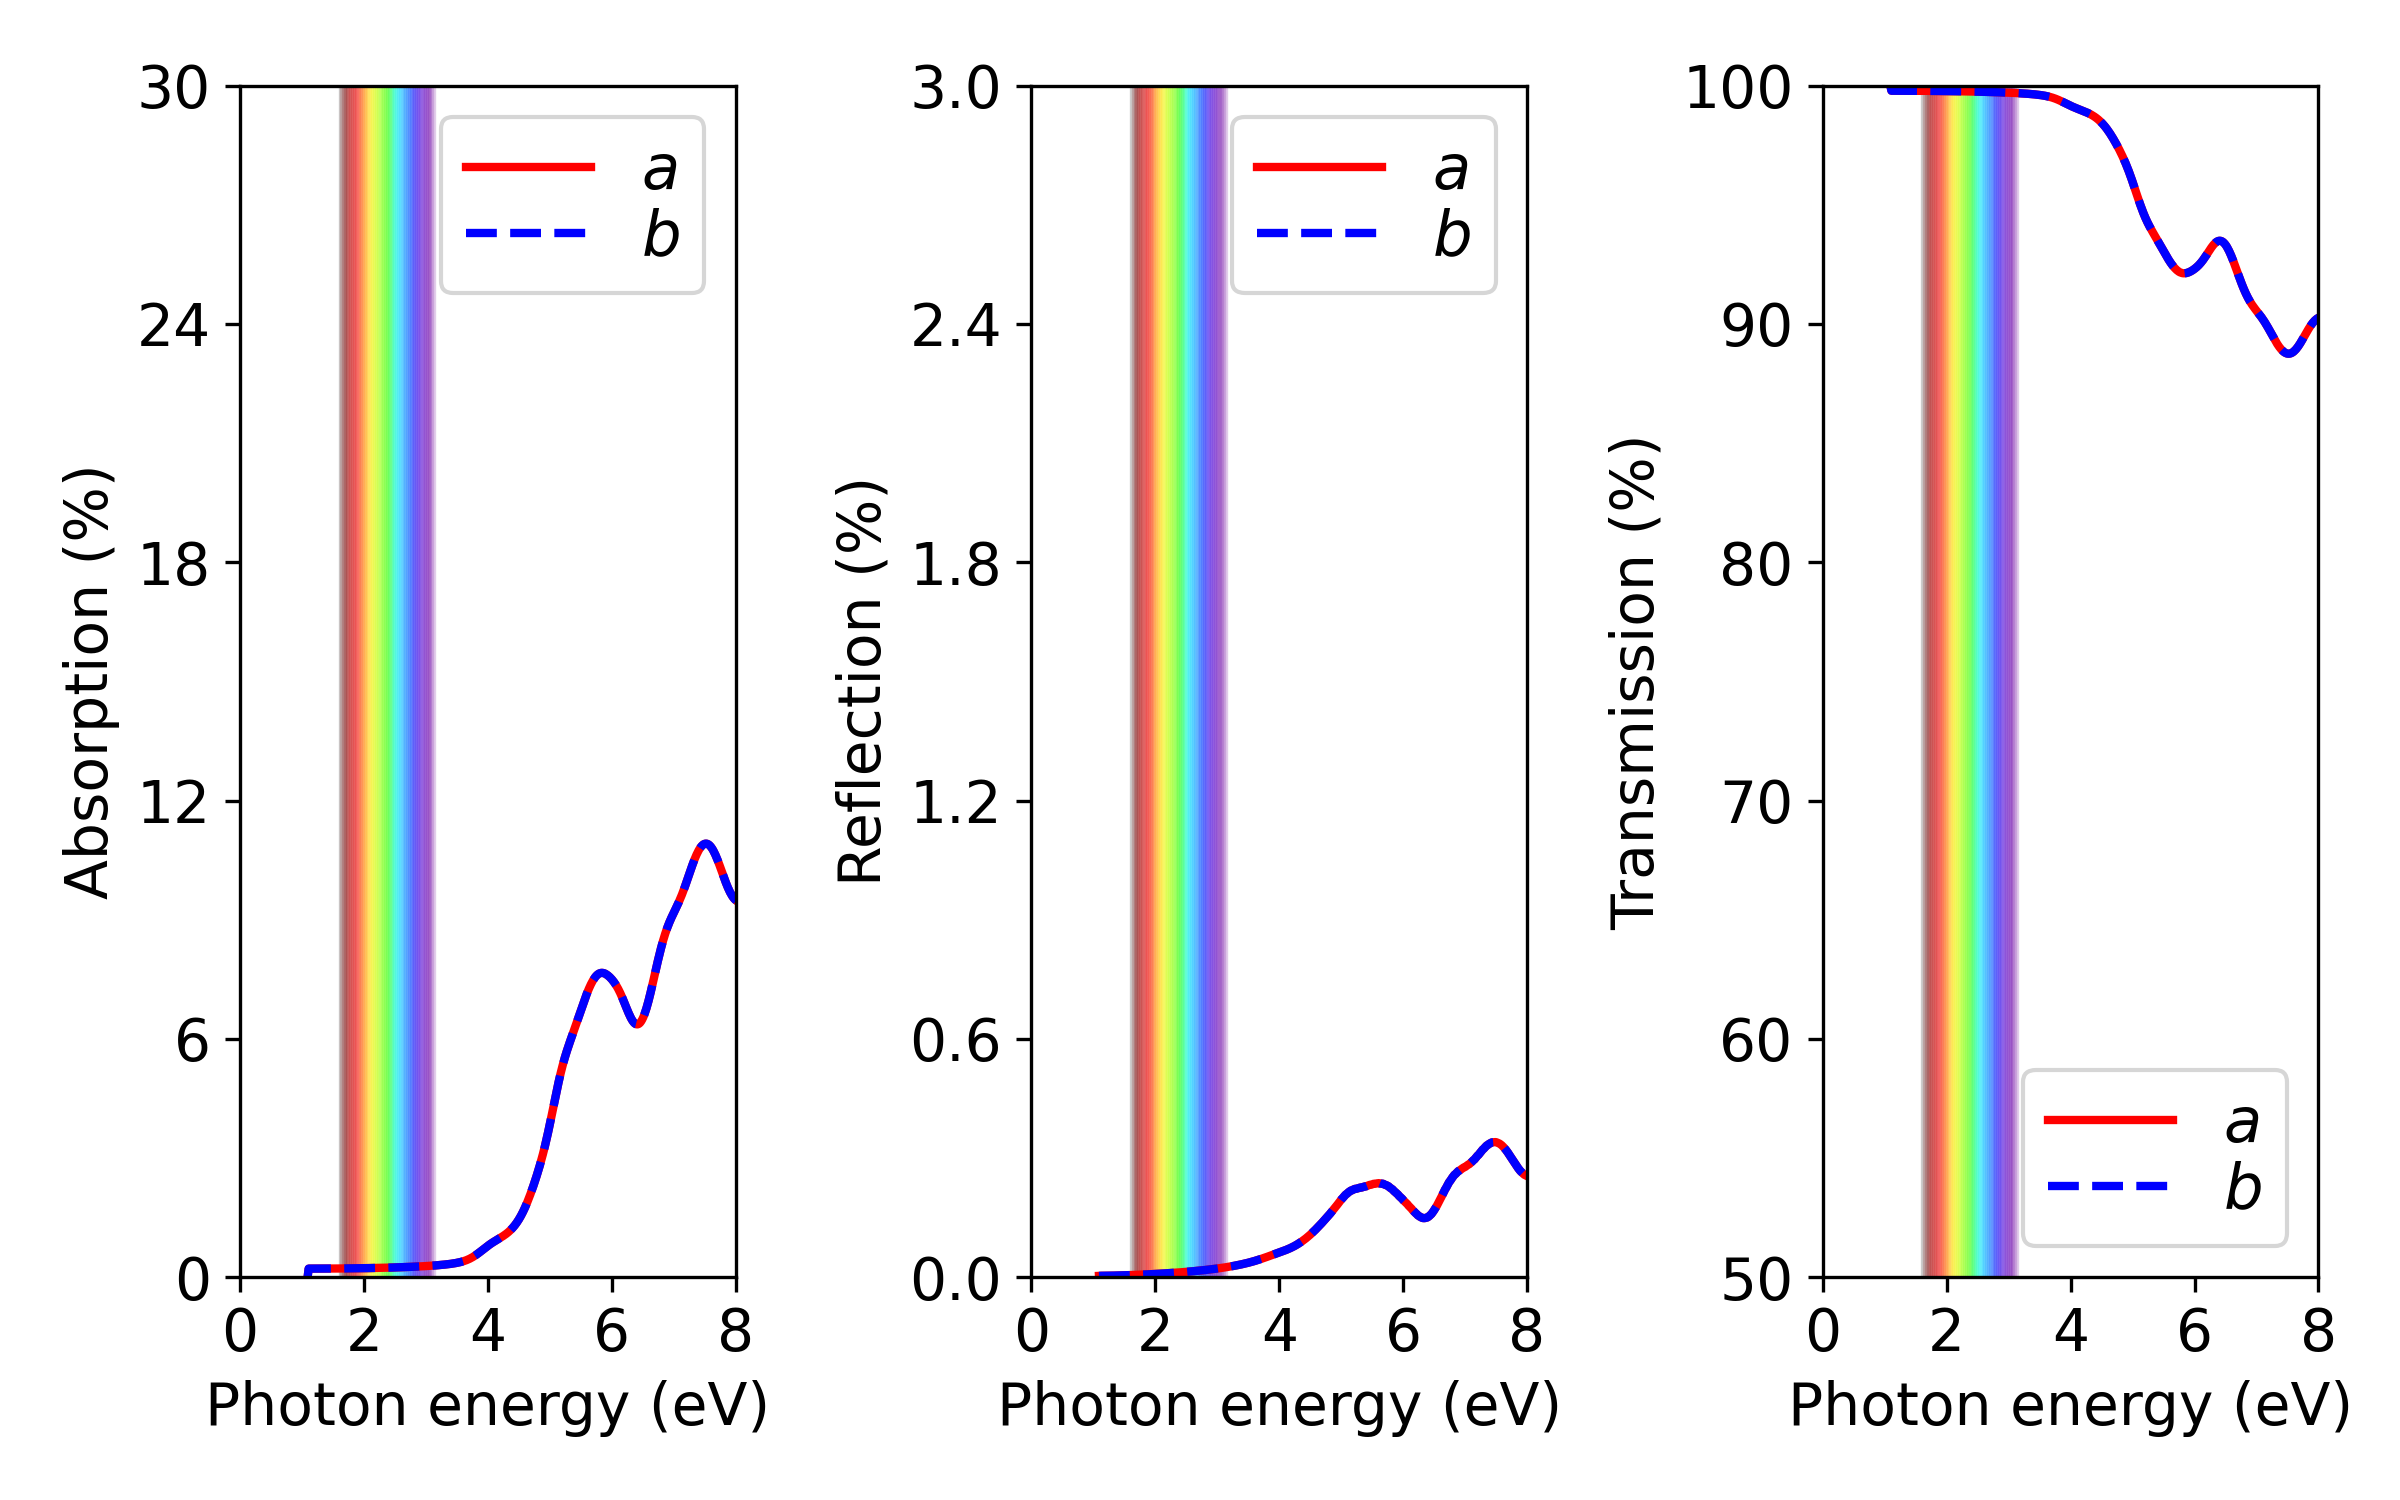 Absorption (%)
30
24
18
12
6
0
0 2 4 6 8
Photon energy (eV)
a
b
Reflection (%)
3.0
2.4
1.8
1.2
0.6
0.0
0 2 4 6 8
Photon energy (eV)
a
b
Transmission (%)
100
90
80
70
60
50
0 2 4 6 8
Photon energy (eV)
a
b